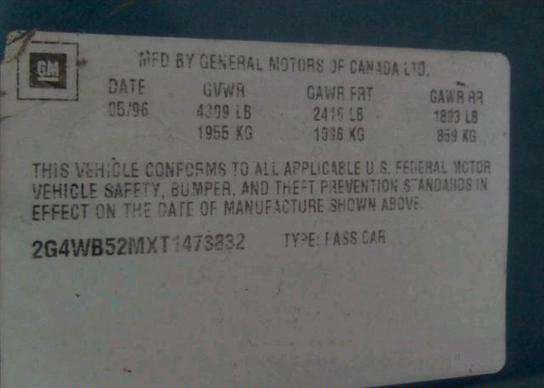 GM
MFD BY GENERAL MOTORS OF CANADA LTD.
DATE GVWR GAWR FRT GAWR RR
05/96 4309 LB 2416 LB 1893 LB
1955 KG 1096 KG 859 KG
THIS VEHICLE CONFORMS TO ALL APPLICABLE U.S. FEDERAL MOTOR
VEHICLE SAFETY, BUMPER, AND THEFT PREVENTION STANDARDS IN
EFFECT ON THE DATE OF MANUFACTURE SHOWN ABOVE.
2G4WB52MXT1473832 TYPE: PASS CAR